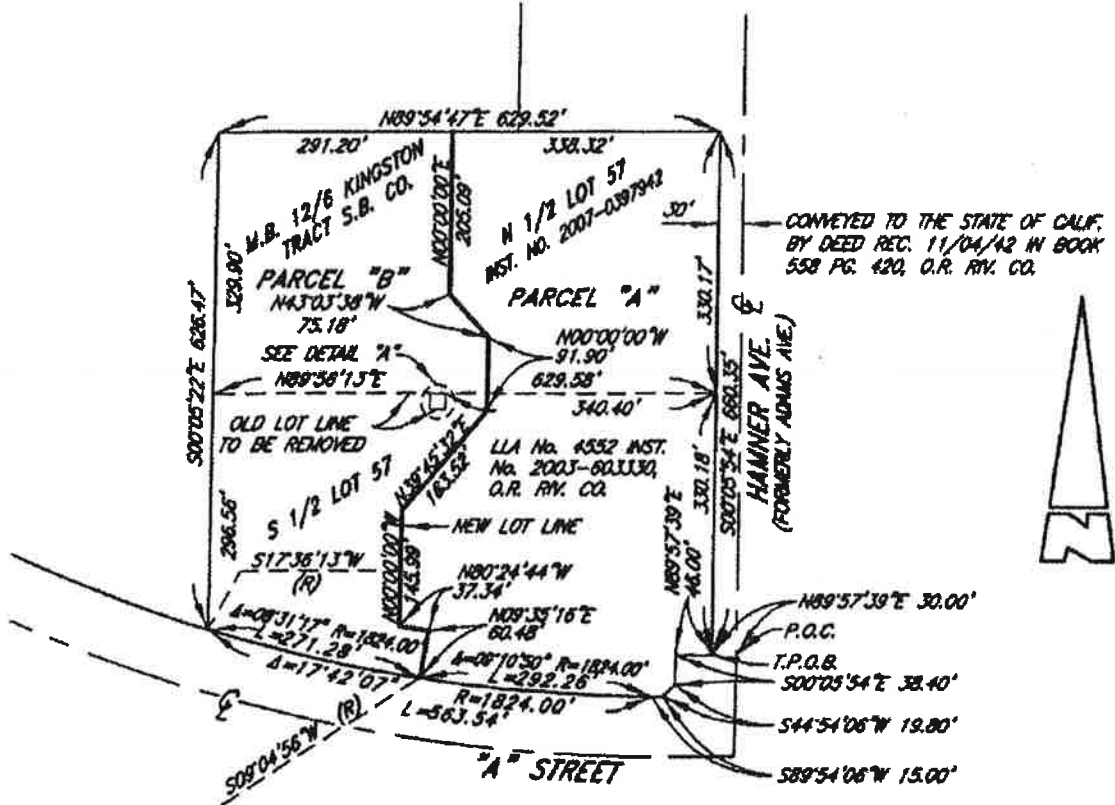 N89°54'47"E 629.52'
291.20'
338.32'
M.B. 12/6 KINGSTON
TRACT S.B. CO.
N00°00'00"E
205.09'
N 1/2 LOT 57
INST. NO. 2007-0397942
30'
CONVEYED TO THE STATE OF CALIF.
BY DEED REC. 11/04/42 IN BOOK
558 PG. 420, O.R. RIV. CO.
S00°05'22"E 626.47'
329.90'
PARCEL "B"
N43°03'38"W
75.18'
PARCEL "A"
330.17'
N00°00'00"W
91.90'
SEE DETAIL "A"
N89°56'13"E
629.58'
340.40'
OLD LOT LINE
TO BE REMOVED
N39°45'32"E
163.52'
LLA No. 4552 INST.
No. 2003-603330,
O.R. RIV. CO.
330.18'
S00°05'54"E 660.35'
HAMNER AVE. ℄
(FORMERLY ADAMS AVE.)
S 1/2 LOT 57
296.56'
NEW LOT LINE
N00°00'00"W
145.99'
S17°36'13"W
(R)
N80°24'44"W
37.34'
N89°57'39"E
46.00'
N09°35'16"E
60.48'
N89°57'39"E 30.00'
P.O.C.
T.P.O.B.
Δ=08°31'17" R=1824.00'
L=271.28'
Δ=17°42'07"
Δ=09°10'50" R=1824.00'
L=292.26'
R=1824.00'
L=563.54'
S00°05'54"E 38.40'
S44°54'06"W 19.80'
S89°54'06"W 15.00'
℄
S09°04'56"W (R)
"A" STREET
N